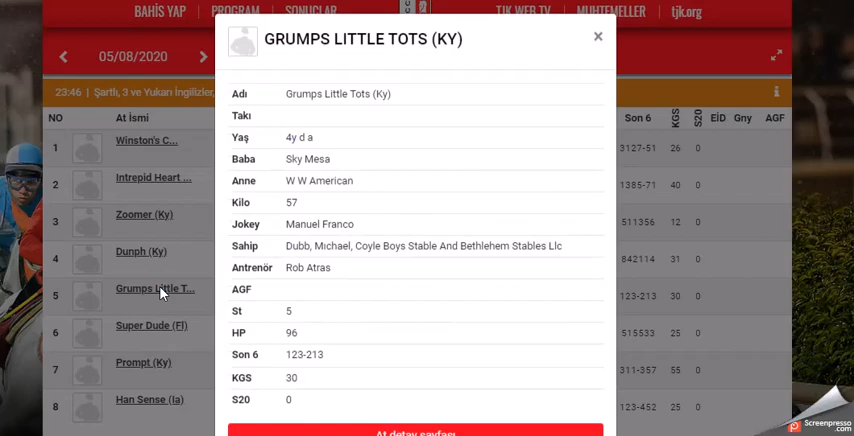 BAHİS YAP PROGRAM SONUÇLAR TJK WEB TV MUHTEMELLER tjk.org
05/08/2020
GRUMPS LITTLE TOTS (KY)
23:46 | Şartlı, 3 ve Yukarı İngilizler,
NO At İsmi Son 6 KGS S20 EİD Gny AGF
1 Winston's C... 3127-51 26 0
2 Intrepid Heart ... 1385-71 40 0
3 Zoomer (Ky) 511356 12 0
4 Dunph (Ky) 842114 31 0
5 Grumps Little T... 123-213 30 0
6 Super Dude (Fl) 515533 25 0
7 Prompt (Ky) 311-357 55 0
8 Han Sense (Ia) 123-452 25 0
Adı Grumps Little Tots (Ky)
Takı
Yaş 4y d a
Baba Sky Mesa
Anne W W American
Kilo 57
Jokey Manuel Franco
Sahip Dubb, Mıchael, Coyle Boys Stable And Bethlehem Stables Llc
Antrenör Rob Atras
AGF
St 5
HP 96
Son 6 123-213
KGS 30
S20 0
At detay sayfası
Screenpresso
.com